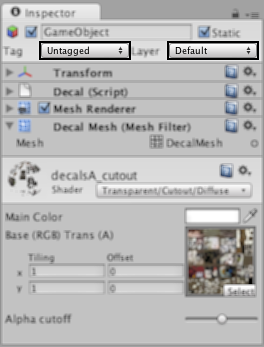 Inspector
GameObject Static
Tag Untagged Layer Default
Transform
Decal (Script)
Mesh Renderer
Decal Mesh (Mesh Filter)
Mesh DecalMesh
decalsA_cutout
Shader Transparent/Cutout/Diffuse
Main Color
Base (RGB) Trans (A)
Tiling Offset
x 1 0
y 1 0
Select
Alpha cutoff